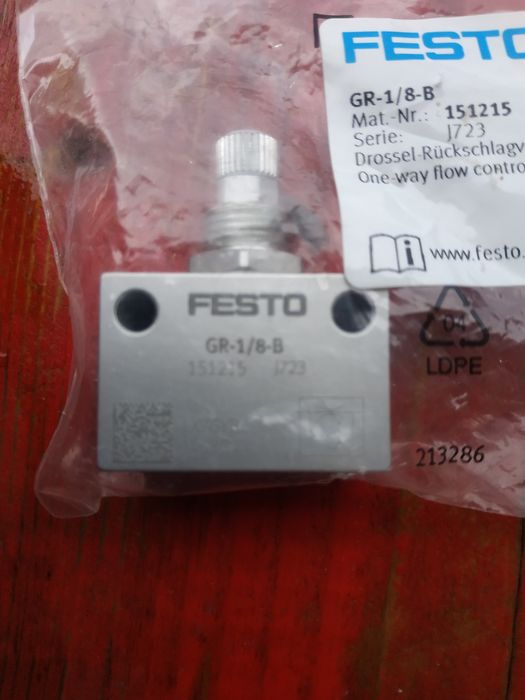 FESTO
GR-1/8-B
Mat.-Nr.: 151215
Serie: J723
Drossel-Rückschlagv
One-way flow contro
www.festo.
FESTO
GR-1/8-B
151215 J723
04
LDPE
213286